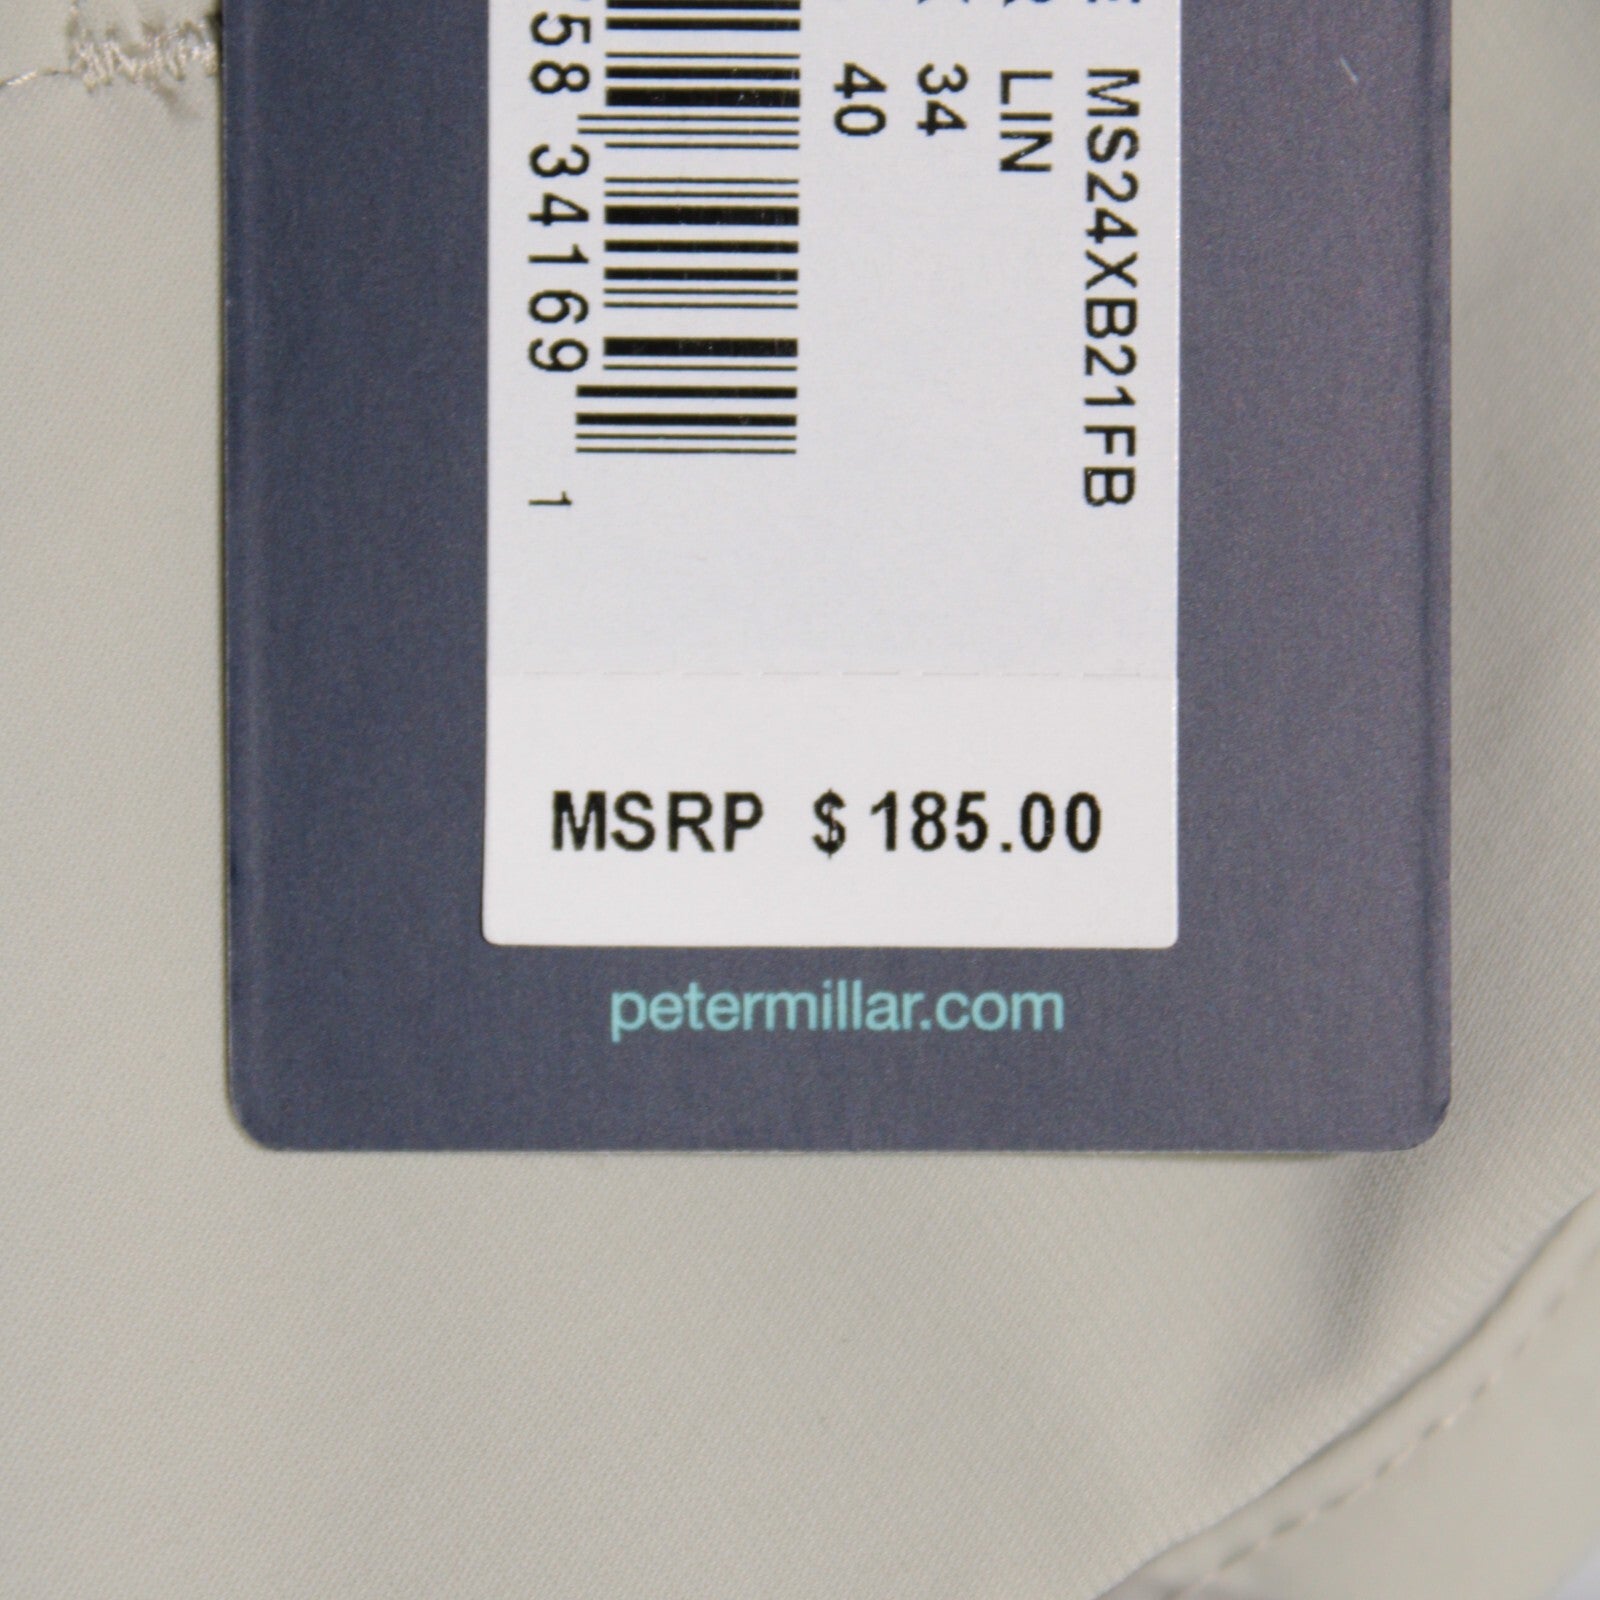 MS24XB21FB
LIN
34
40
58 34169 1
MSRP $185.00
petermillar.com